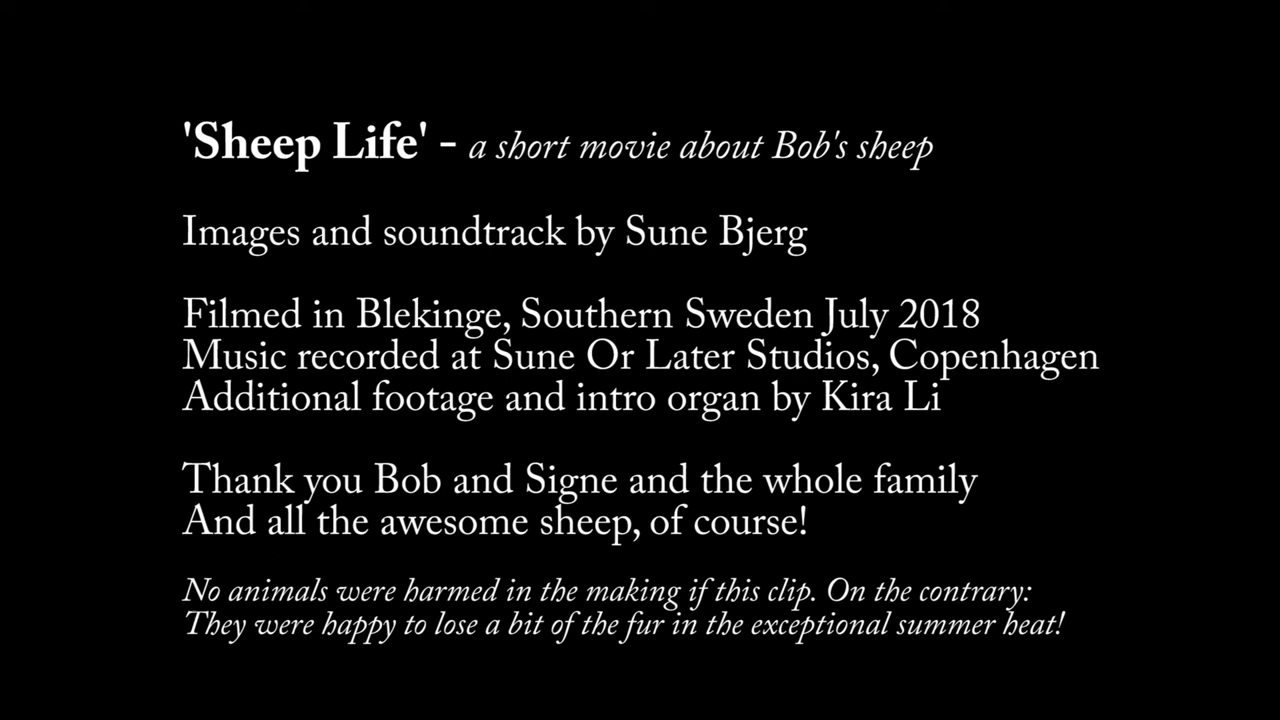 'Sheep Life' - a short movie about Bob's sheep
Images and soundtrack by Sune Bjerg
Filmed in Blekinge, Southern Sweden July 2018
Music recorded at Sune Or Later Studios, Copenhagen
Additional footage and intro organ by Kira Li
Thank you Bob and Signe and the whole family
And all the awesome sheep, of course!
No animals were harmed in the making if this clip. On the contrary:
They were happy to lose a bit of the fur in the exceptional summer heat!